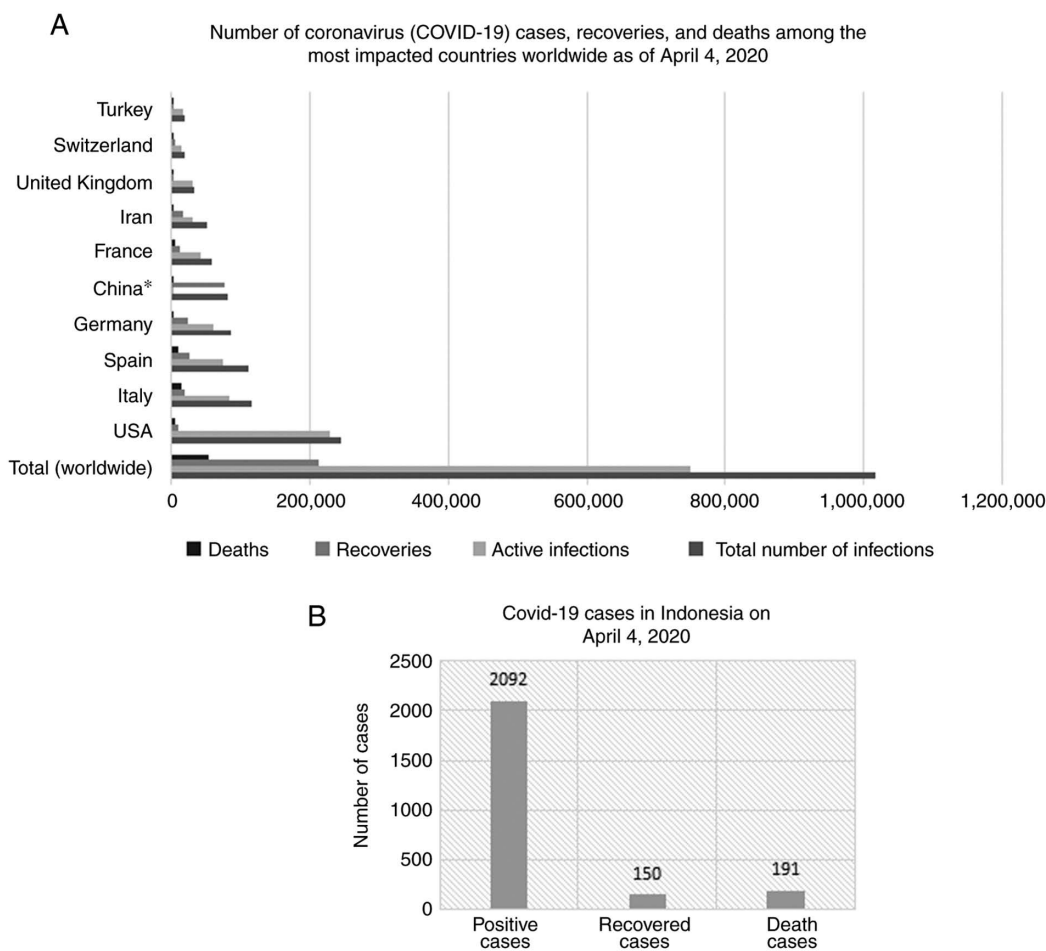 A
Number of coronavirus (COVID-19) cases, recoveries, and deaths among the
most impacted countries worldwide as of April 4, 2020
Turkey
Switzerland
United Kingdom
Iran
France
China*
Germany
Spain
Italy
USA
Total (worldwide)
0 200,000 400,000 600,000 800,000 1,000,000 1,200,000
Deaths Recoveries Active infections Total number of infections
B
Covid-19 cases in Indonesia on
April 4, 2020
Number of cases
2500
2000
1500
1000
500
0
2092
150
191
Positive cases
Recovered cases
Death cases